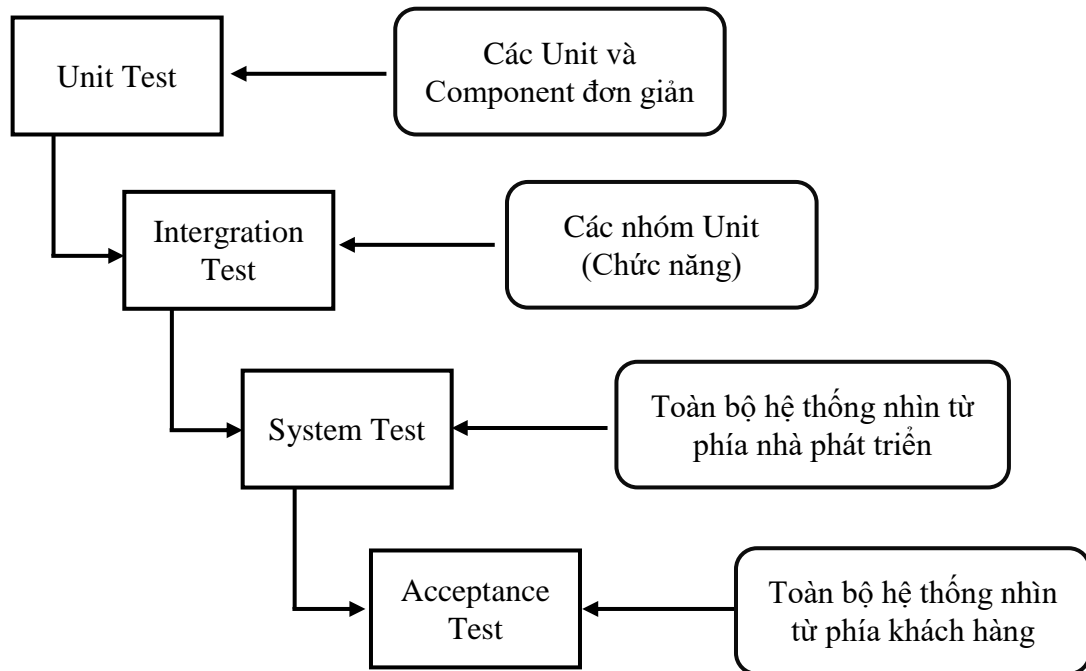 Unit Test
Các Unit và
Component đơn giản
Intergration
Test
Các nhóm Unit
(Chức năng)
System Test
Toàn bộ hệ thống nhìn từ
phía nhà phát triển
Acceptance
Test
Toàn bộ hệ thống nhìn
từ phía khách hàng